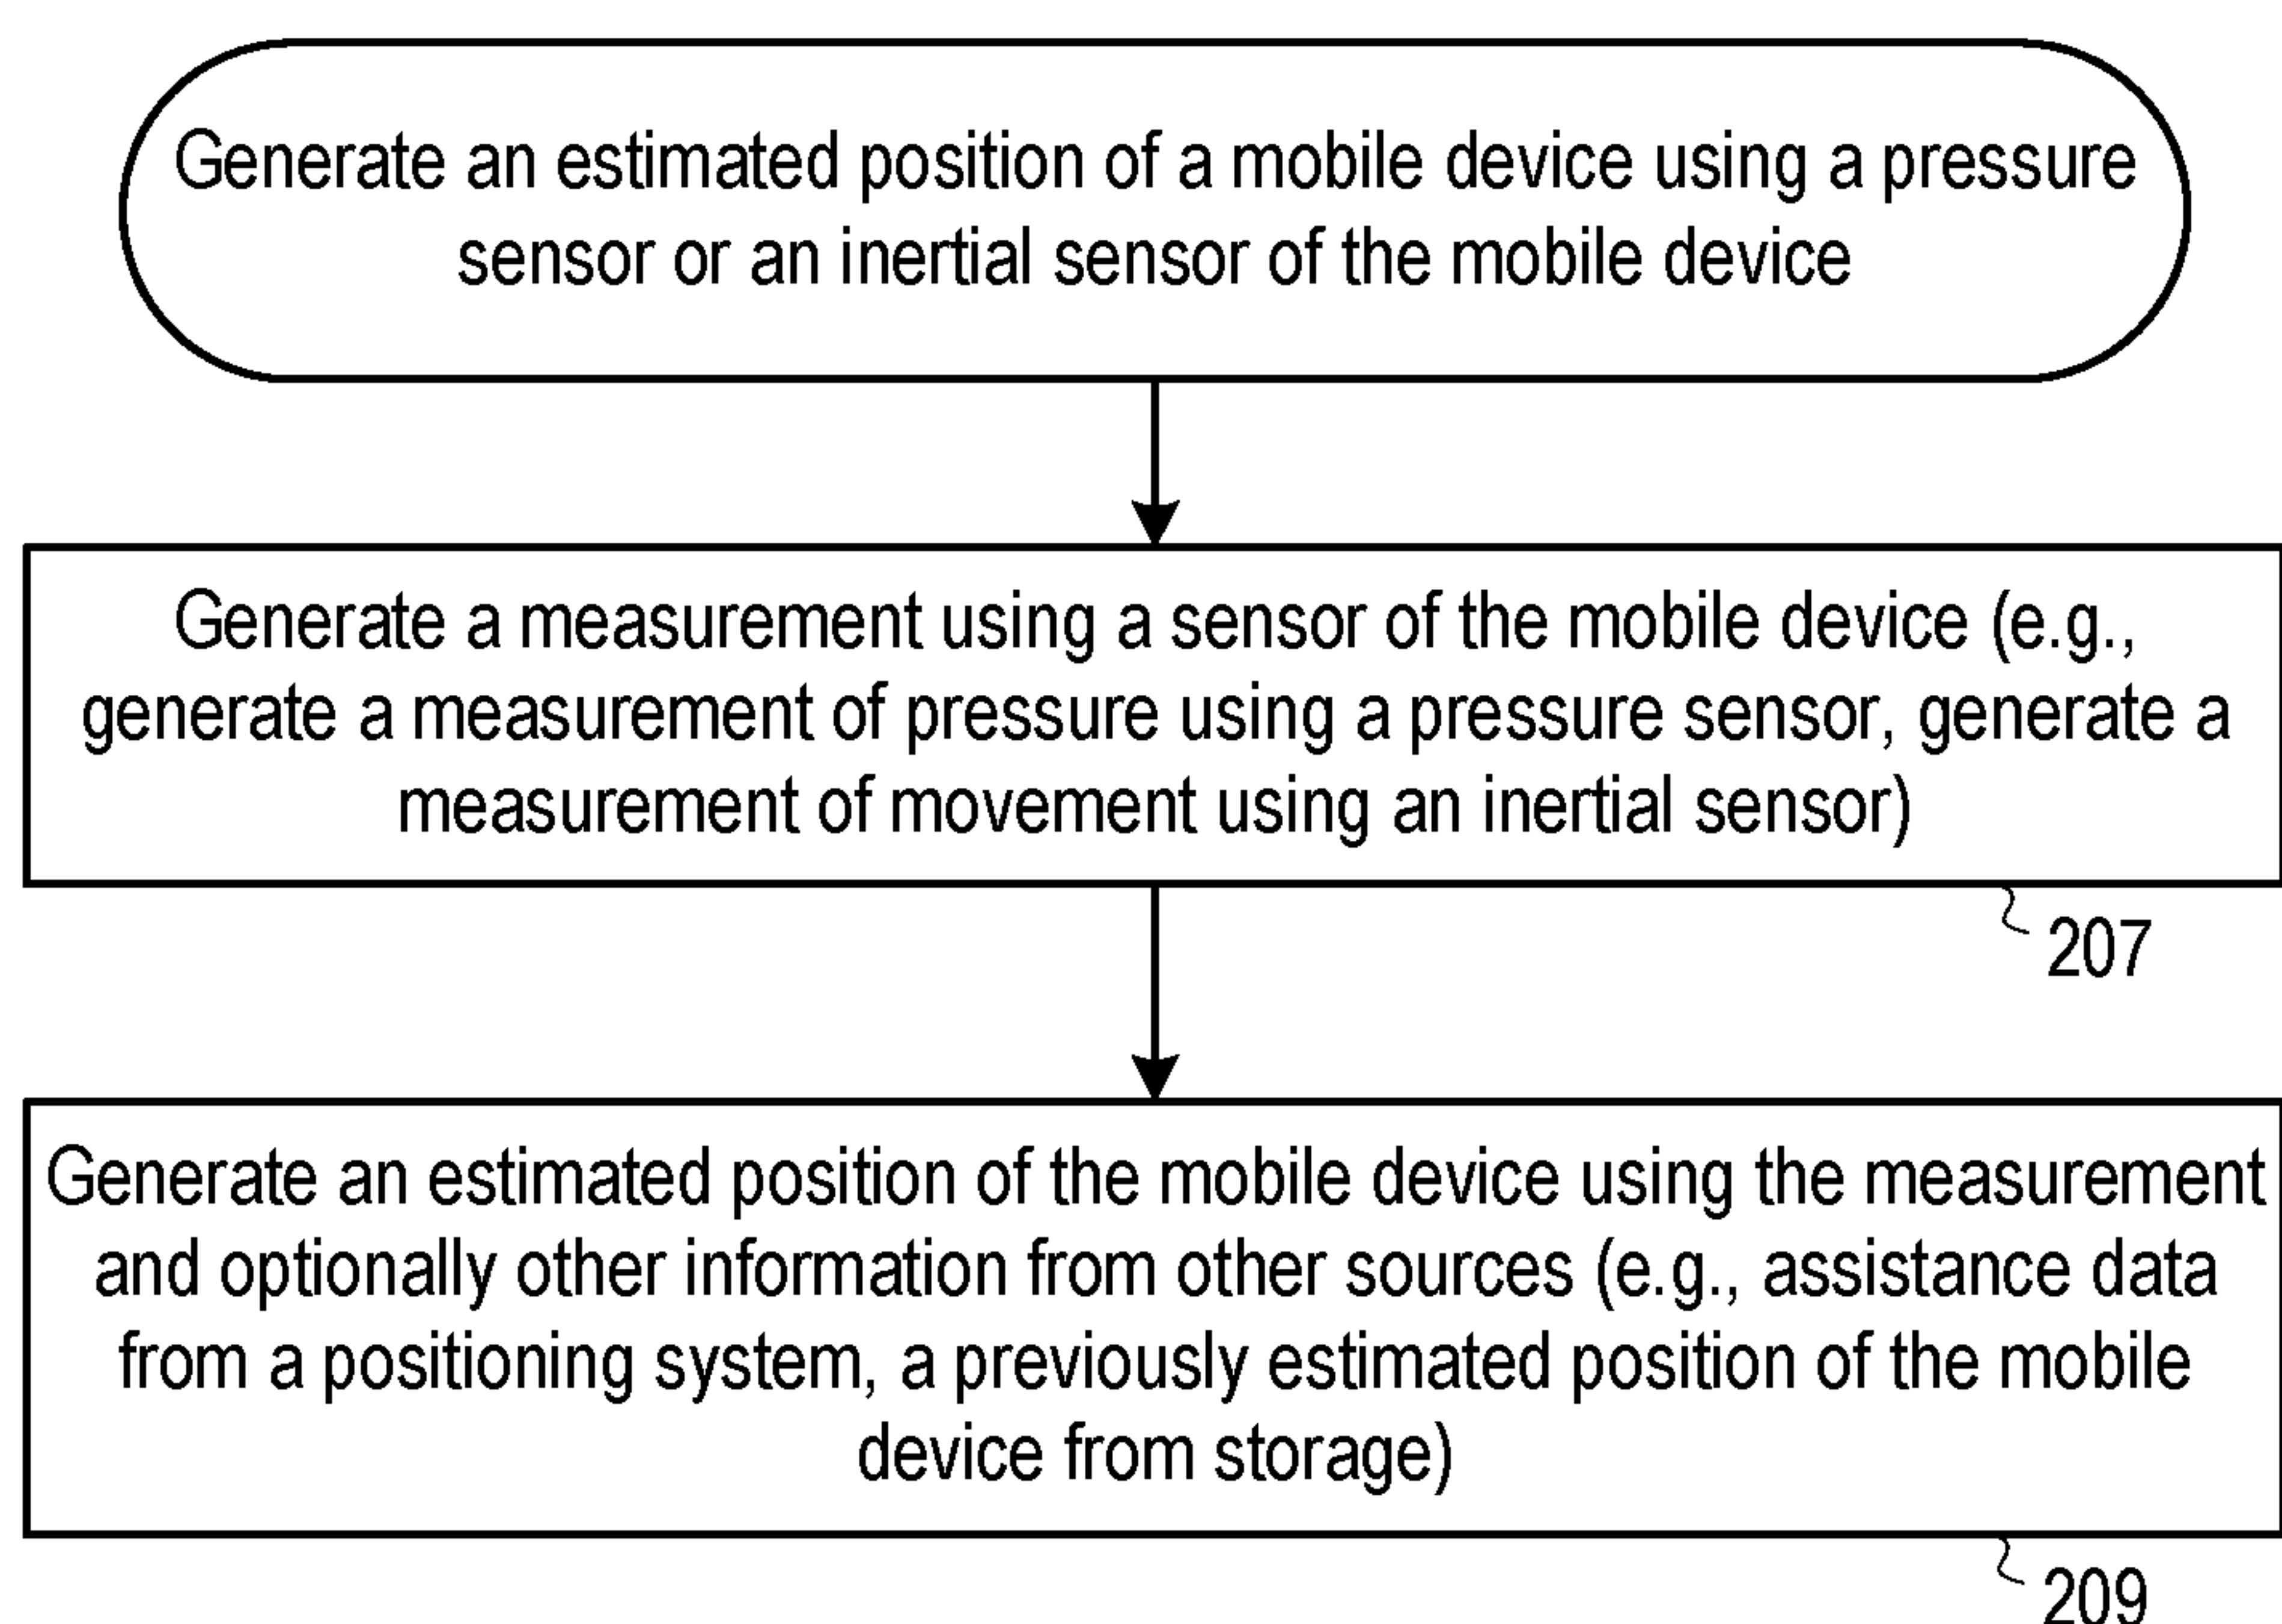 Generate an estimated position of a mobile device using a pressure
sensor or an inertial sensor of the mobile device
Generate a measurement using a sensor of the mobile device (e.g.,
generate a measurement of pressure using a pressure sensor, generate a
measurement of movement using an inertial sensor)
207
Generate an estimated position of the mobile device using the measurement
and optionally other information from other sources (e.g., assistance data
from a positioning system, a previously estimated position of the mobile
device from storage)
209